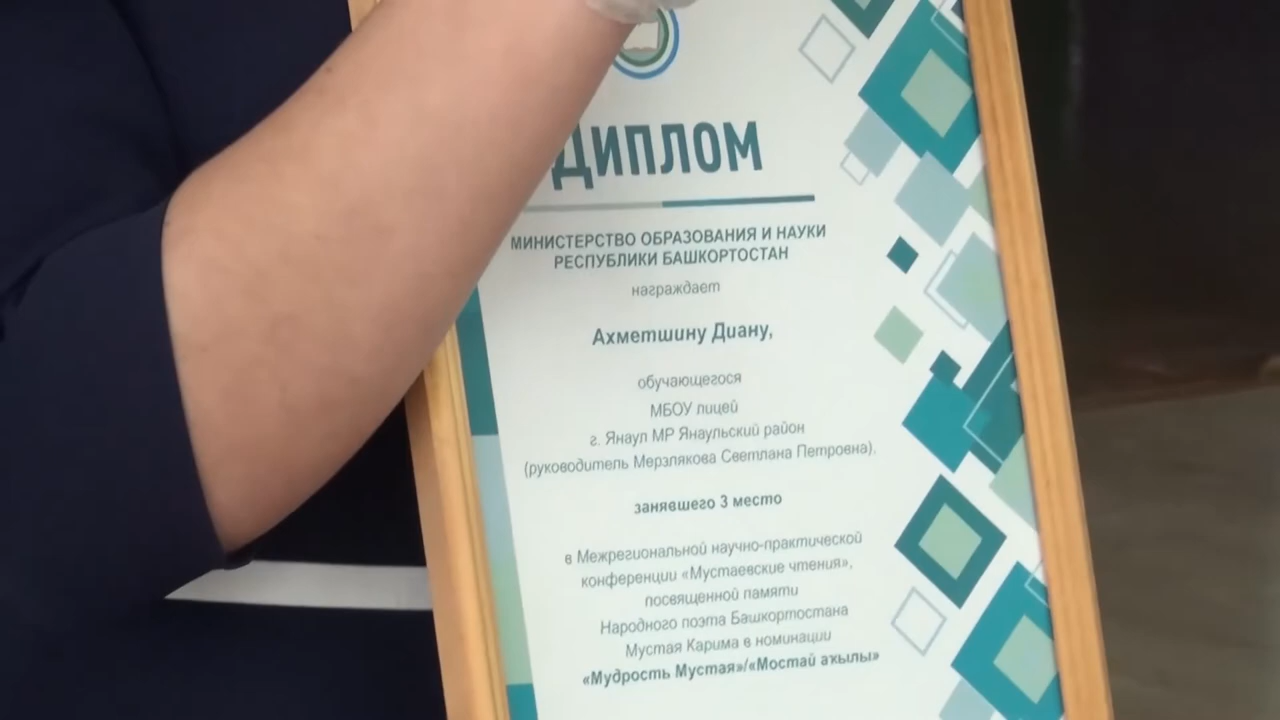 ДИПЛОМ
МИНИСТЕРСТВО ОБРАЗОВАНИЯ И НАУКИ
РЕСПУБЛИКИ БАШКОРТОСТАН
награждает
Ахметшину Диану,
обучающегося
МБОУ лицей
г. Янаул МР Янаульский район
(руководитель Мерзлякова Светлана Петровна),
занявшего 3 место
в Межрегиональной научно-практической
конференции «Мустаевские чтения»,
посвященной памяти
Народного поэта Башкортостана
Мустая Карима в номинации
«Мудрость Мустая»/«Мостай аҡылы»